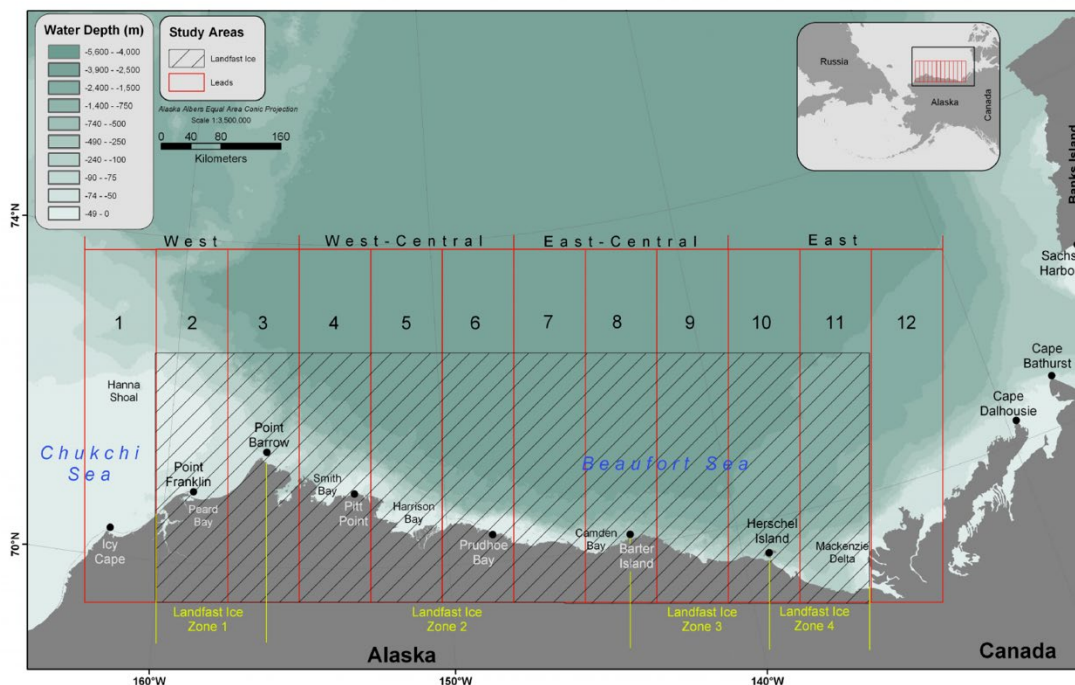 Water Depth (m)
-5,600 - -4,000
-3,900 - -2,500
-2,400 - -1,500
-1,400 - -750
-740 - -500
-490 - -250
-240 - -100
-90 - -75
-74 - -50
-49 - 0
Study Areas
Landfast Ice
Leads
Alaska Albers Equal Area Conic Projection
Scale 1:3,500,000
0 40 80 160
Kilometers
Russia
Alaska
Canada
Banks Island
Sachs
Harbo
74°N
West
West-Central
East-Central
East
1 2 3 4 5 6 7 8 9 10 11 12
Hanna
Shoal
Chukchi
Sea
Beaufort Sea
Point
Barrow
Point
Franklin
Peard
Bay
Icy
Cape
Smith
Bay
Pitt
Point
Harrison
Bay
Prudhoe
Bay
Camden
Bay
Barter
Island
Herschel
Island
Mackenzie
Delta
Cape
Bathurst
Cape
Dalhousie
70°N
Landfast Ice
Zone 1
Landfast Ice
Zone 2
Landfast Ice
Zone 3
Landfast Ice
Zone 4
Alaska
Canada
160°W
150°W
140°W